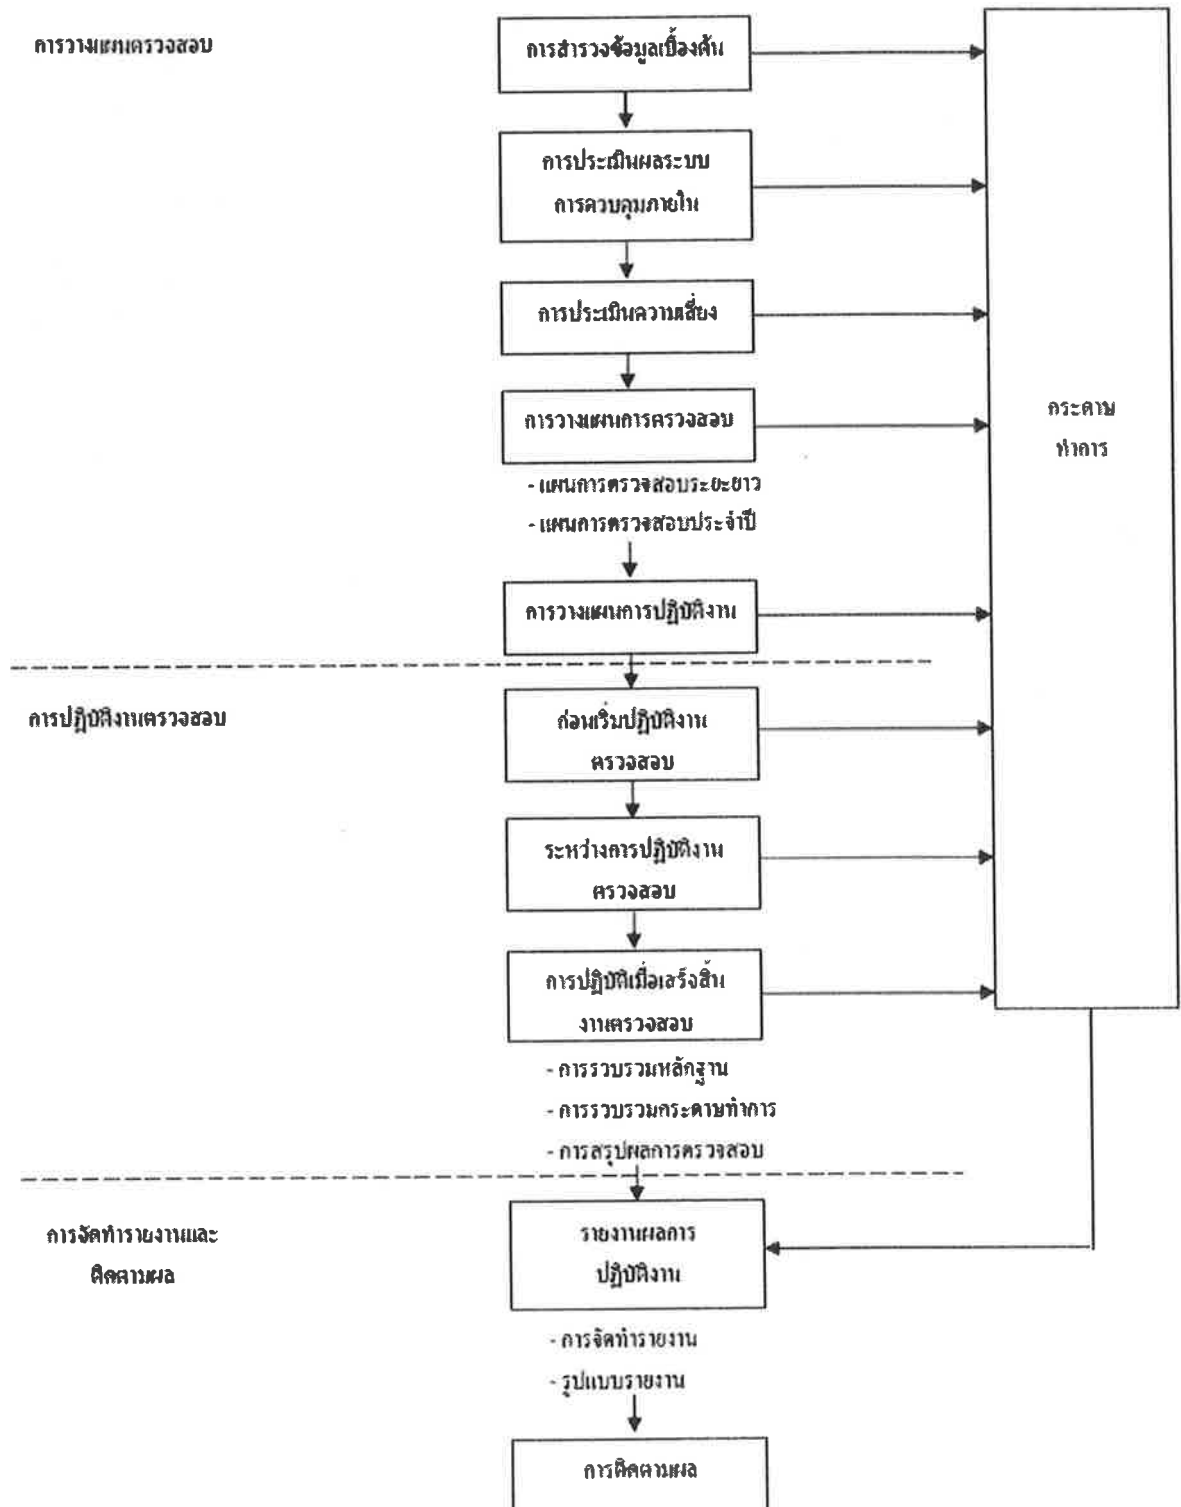 การวางแผนตรวจสอบ
การสำรวจข้อมูลเบื้องต้น
การประเมินผลระบบ
การควบคุมภายใน
การประเมินความเสี่ยง
การวางแผนการตรวจสอบ
- แผนการตรวจสอบระยะยาว
- แผนการตรวจสอบประจำปี
การวางแผนการปฏิบัติงาน
กระดาษ
ทำการ
การปฏิบัติงานตรวจสอบ
ก่อนเริ่มปฏิบัติงาน
ตรวจสอบ
ระหว่างการปฏิบัติงาน
ตรวจสอบ
การปฏิบัติเมื่อเสร็จสิ้น
งานตรวจสอบ
- การรวบรวมหลักฐาน
- การรวบรวมกระดาษทำการ
- การสรุปผลการตรวจสอบ
การจัดทำรายงานและ
ติดตามผล
รายงานผลการ
ปฏิบัติงาน
- การจัดทำรายงาน
- รูปแบบรายงาน
การติดตามผล